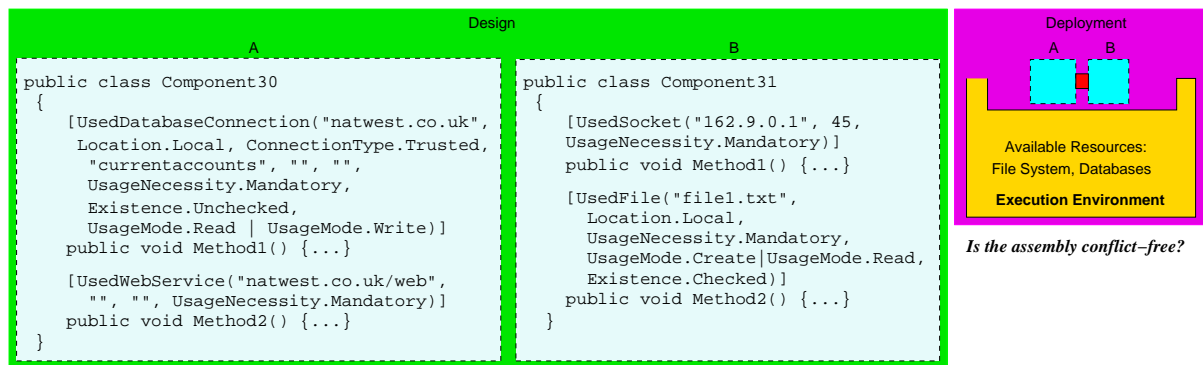 Design
A
public class Component30
{
[UsedDatabaseConnection("natwest.co.uk",
Location.Local, ConnectionType.Trusted,
"currentaccounts", "", "",
UsageNecessity.Mandatory,
Existence.Unchecked,
UsageMode.Read | UsageMode.Write)]
public void Method1() {...}
[UsedWebService("natwest.co.uk/web",
"", "", UsageNecessity.Mandatory)]
public void Method2() {...}
}
B
public class Component31
{
[UsedSocket("162.9.0.1", 45,
UsageNecessity.Mandatory)]
public void Method1() {...}
[UsedFile("file1.txt",
Location.Local,
UsageNecessity.Mandatory,
UsageMode.Create|UsageMode.Read,
Existence.Checked)]
public void Method2() {...}
}
Deployment
A B
Available Resources:
File System, Databases
Execution Environment
Is the assembly conflict−free?